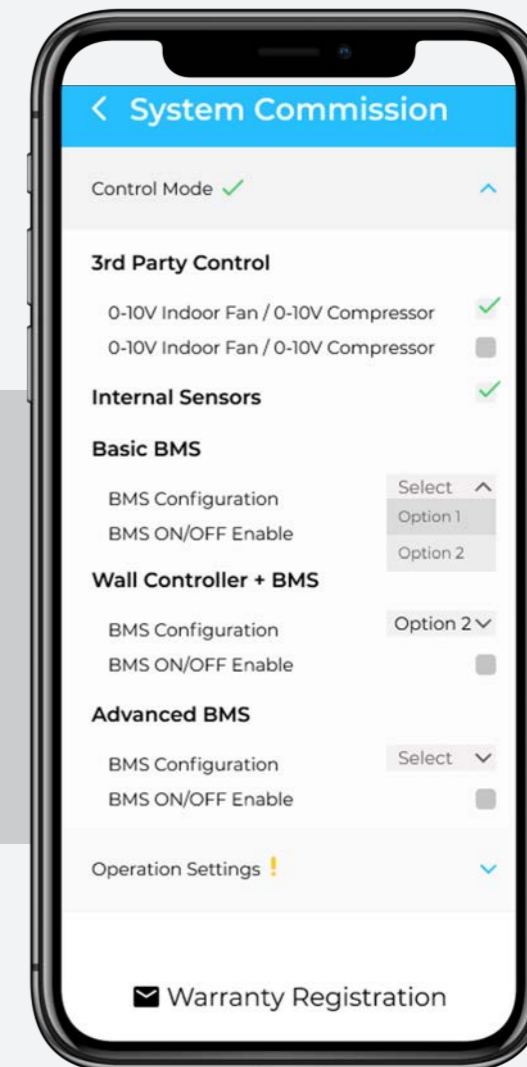 System Commission
Control Mode
3rd Party Control
0-10V Indoor Fan / 0-10V Compressor
0-10V Indoor Fan / 0-10V Compressor
Internal Sensors
Basic BMS
BMS Configuration Select
Option 1
BMS ON/OFF Enable
Option 2
Wall Controller + BMS
BMS Configuration Option 2
BMS ON/OFF Enable
Advanced BMS
BMS Configuration Select
BMS ON/OFF Enable
Operation Settings !
Warranty Registration